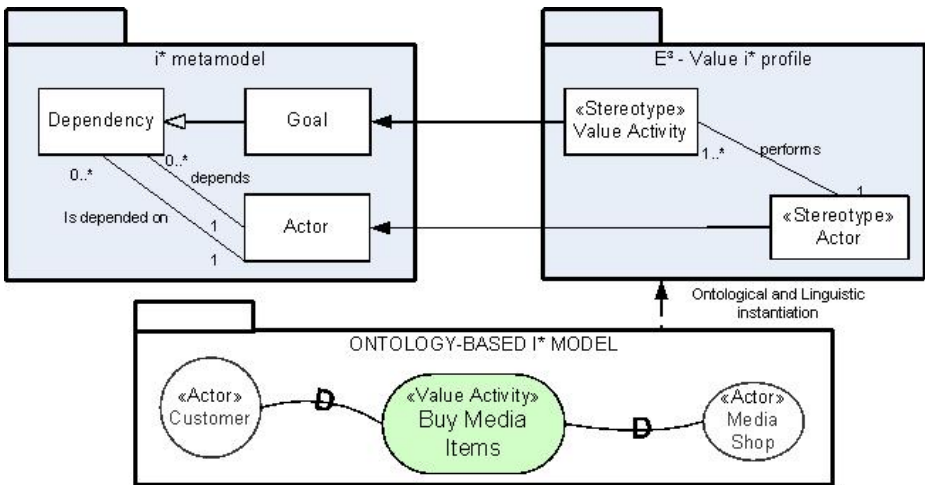 i* metamodel
Dependency
Goal
0..*
0..*
depends
Is depended on
1
1
Actor
E³ - Value i* profile
«Stereotype»
Value Activity
1..*
performs
1
«Stereotype»
Actor
Ontological and Linguistic
instantiation
ONTOLOGY-BASED I* MODEL
«Actor»
Customer
D
«Value Activity»
Buy Media
Items
D
«Actor»
Media
Shop